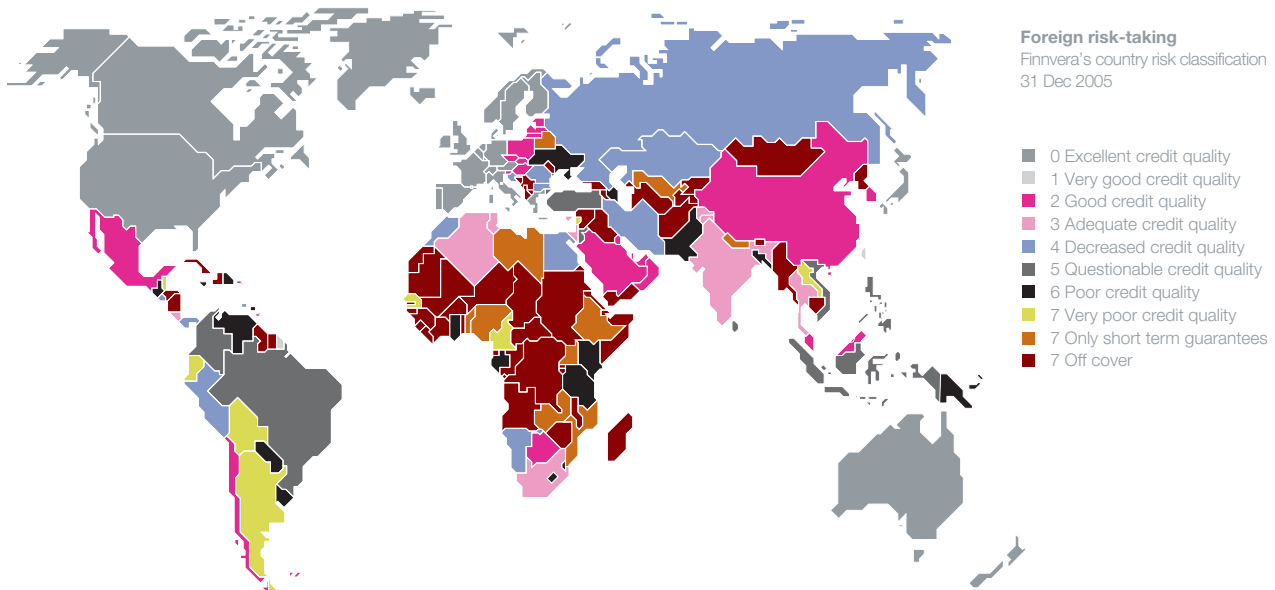 Foreign risk-taking
Finnvera's country risk classification
31 Dec 2005
0 Excellent credit quality
1 Very good credit quality
2 Good credit quality
3 Adequate credit quality
4 Decreased credit quality
5 Questionable credit quality
6 Poor credit quality
7 Very poor credit quality
7 Only short term guarantees
7 Off cover